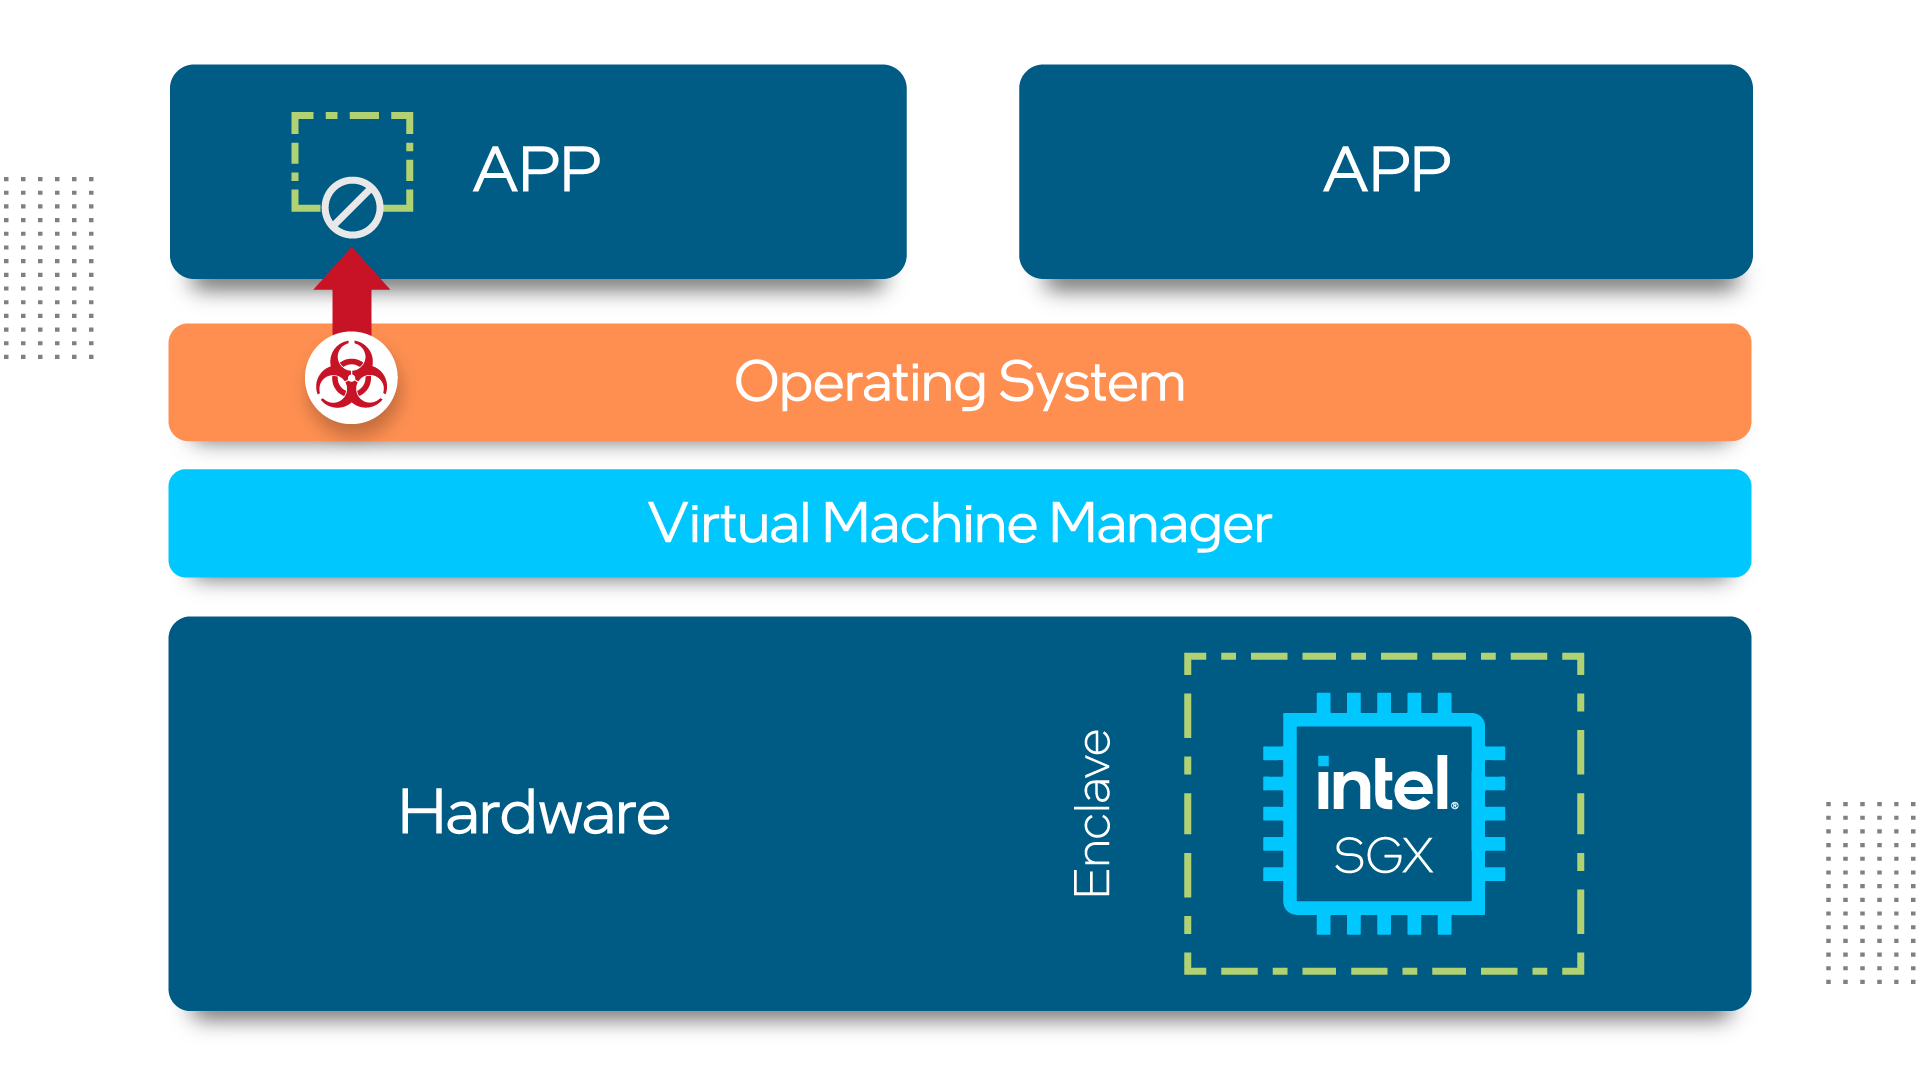 APP
APP
Operating System
Virtual Machine Manager
Hardware
Enclave
intel®
SGX